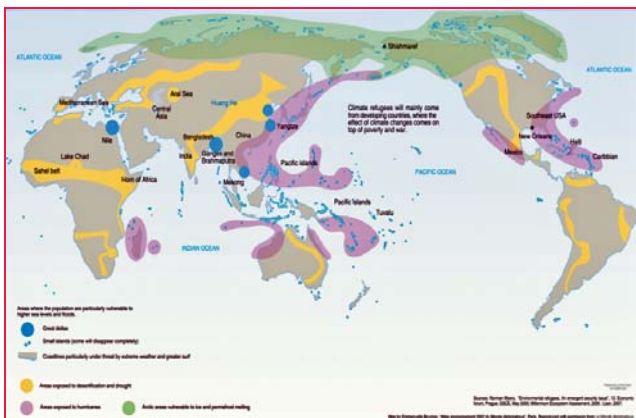 Shishmaref
ATLANTIC OCEAN
ATLANTIC OCEAN
Aral Sea
Mediterranean Sea
Central
Asia
Huang He
Climate refugees will mainly come
from developing countries, where
the effect of climate changes comes on
top of poverty and war.
Southeast USA
New Orleans
Nile
Bangladesh
China
Yangtze
Ganges and
Brahmaputra
India
Lake Chad
Sahel belt
Horn of Africa
Mekong
Pacific islands
Mexico
Haiti
Caribbean
PACIFIC OCEAN
Pacific Islands
Tuvalu
INDIAN OCEAN
Areas where the population are particularly vulnerable to
higher sea levels and floods.
Great deltas
Small islands (some will disappear completely)
Coastlines particularly under threat by extreme weather and greater surf
Areas exposed to desertification and drought
Areas exposed to hurricanes
Arctic areas vulnerable to ice and permafrost melting